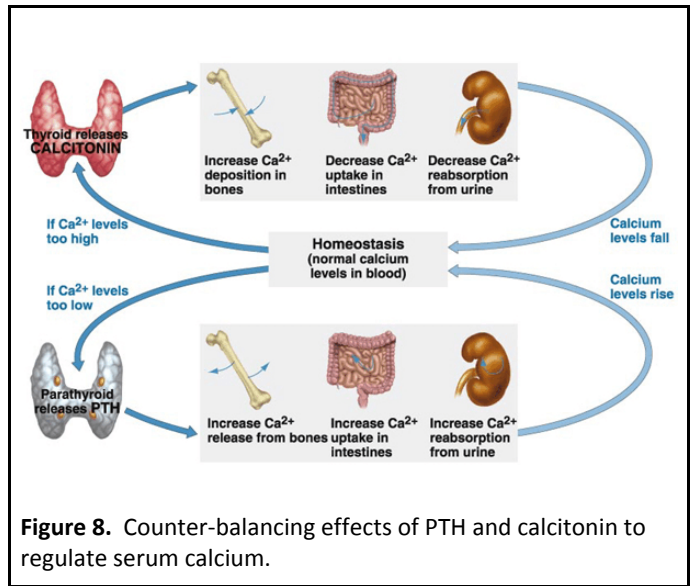 Thyroid releases
CALCITONIN
Increase Ca2+
deposition in
bones
Decrease Ca2+
uptake in
intestines
Decrease Ca2+
reabsorption
from urine
If Ca2+ levels
too high
Homeostasis
(normal calcium
levels in blood)
Calcium
levels fall
If Ca2+ levels
too low
Calcium
levels rise
Parathyroid
releases PTH
Increase Ca2+
release from bones
Increase Ca2+
uptake in
intestines
Increase Ca2+
reabsorption
from urine
Figure 8. Counter-balancing effects of PTH and calcitonin to
regulate serum calcium.